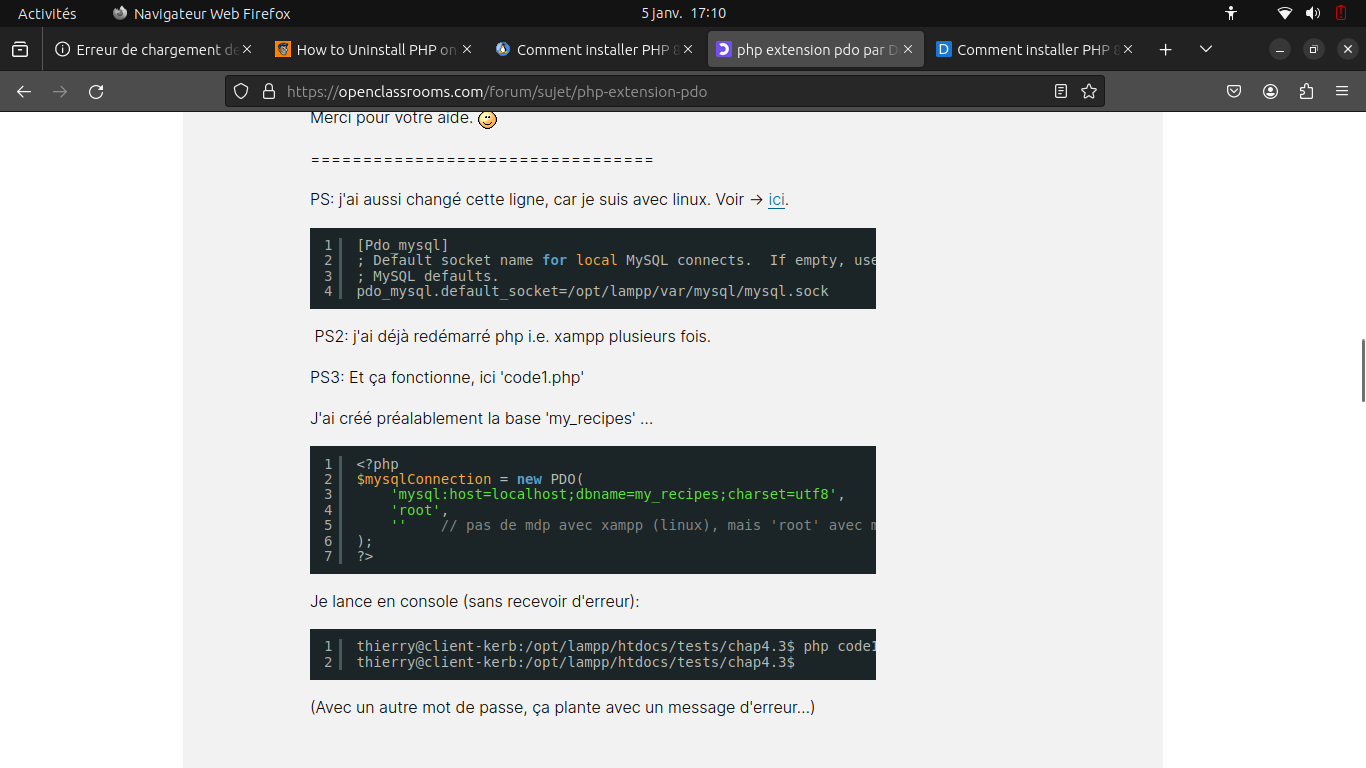 Activités
Navigateur Web Firefox
5 janv. 17:10
Erreur de chargement de
How to Uninstall PHP on
Comment installer PHP 8
php extension pdo par D
Comment installer PHP 8
https://openclassrooms.com/forum/sujet/php-extension-pdo
Merci pour votre aide.
=================================
PS: j'ai aussi changé cette ligne, car je suis avec linux. Voir → ici.
1 [Pdo_mysql]
2 ; Default socket name for local MySQL connects. If empty, use
3 ; MySQL defaults.
4 pdo_mysql.default_socket=/opt/lampp/var/mysql/mysql.sock
PS2: j'ai déjà redémarré php i.e. xampp plusieurs fois.
PS3: Et ça fonctionne, ici 'code1.php'
J'ai créé préalablement la base 'my_recipes' ...
1 <?php
2 $mysqlConnection = new PDO(
3 'mysql:host=localhost;dbname=my_recipes;charset=utf8',
4 'root',
5 '' // pas de mdp avec xampp (linux), mais 'root' avec m
6 );
7 ?>
Je lance en console (sans recevoir d'erreur):
1 thierry@client-kerb:/opt/lampp/htdocs/tests/chap4.3$ php code1
2 thierry@client-kerb:/opt/lampp/htdocs/tests/chap4.3$
(Avec un autre mot de passe, ça plante avec un message d'erreur...)